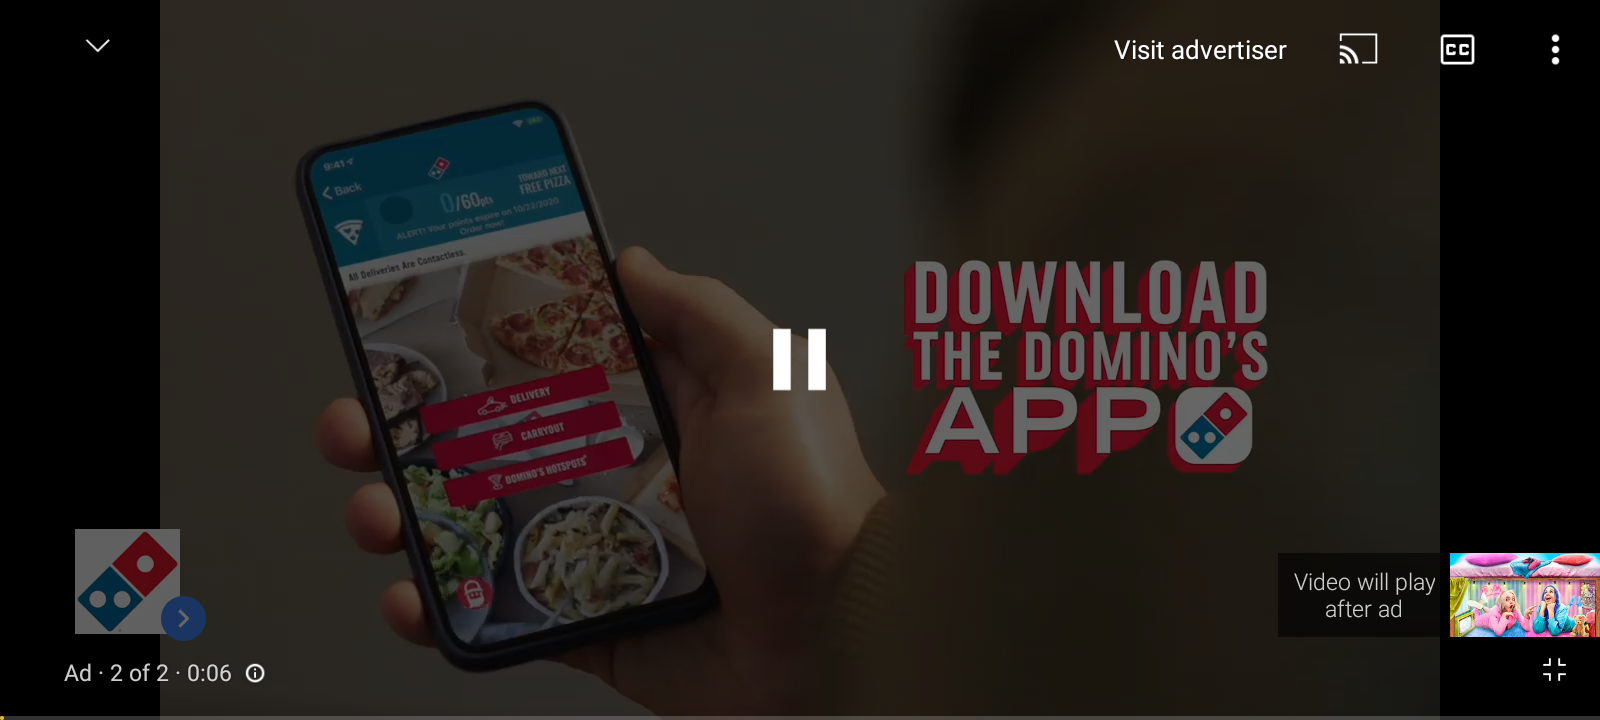 Visit advertiser
CC
9:41
Back
0/60pts
TOWARD NEXT
FREE PIZZA
ALERT! Your points expire on 10/22/2020
Order now!
All Deliveries Are Contactless.
DELIVERY
CARRYOUT
DOMINO'S HOTSPOTS®
DOWNLOAD
THE DOMINO'S
APP
Video will play
after ad
Ad · 2 of 2 · 0:06